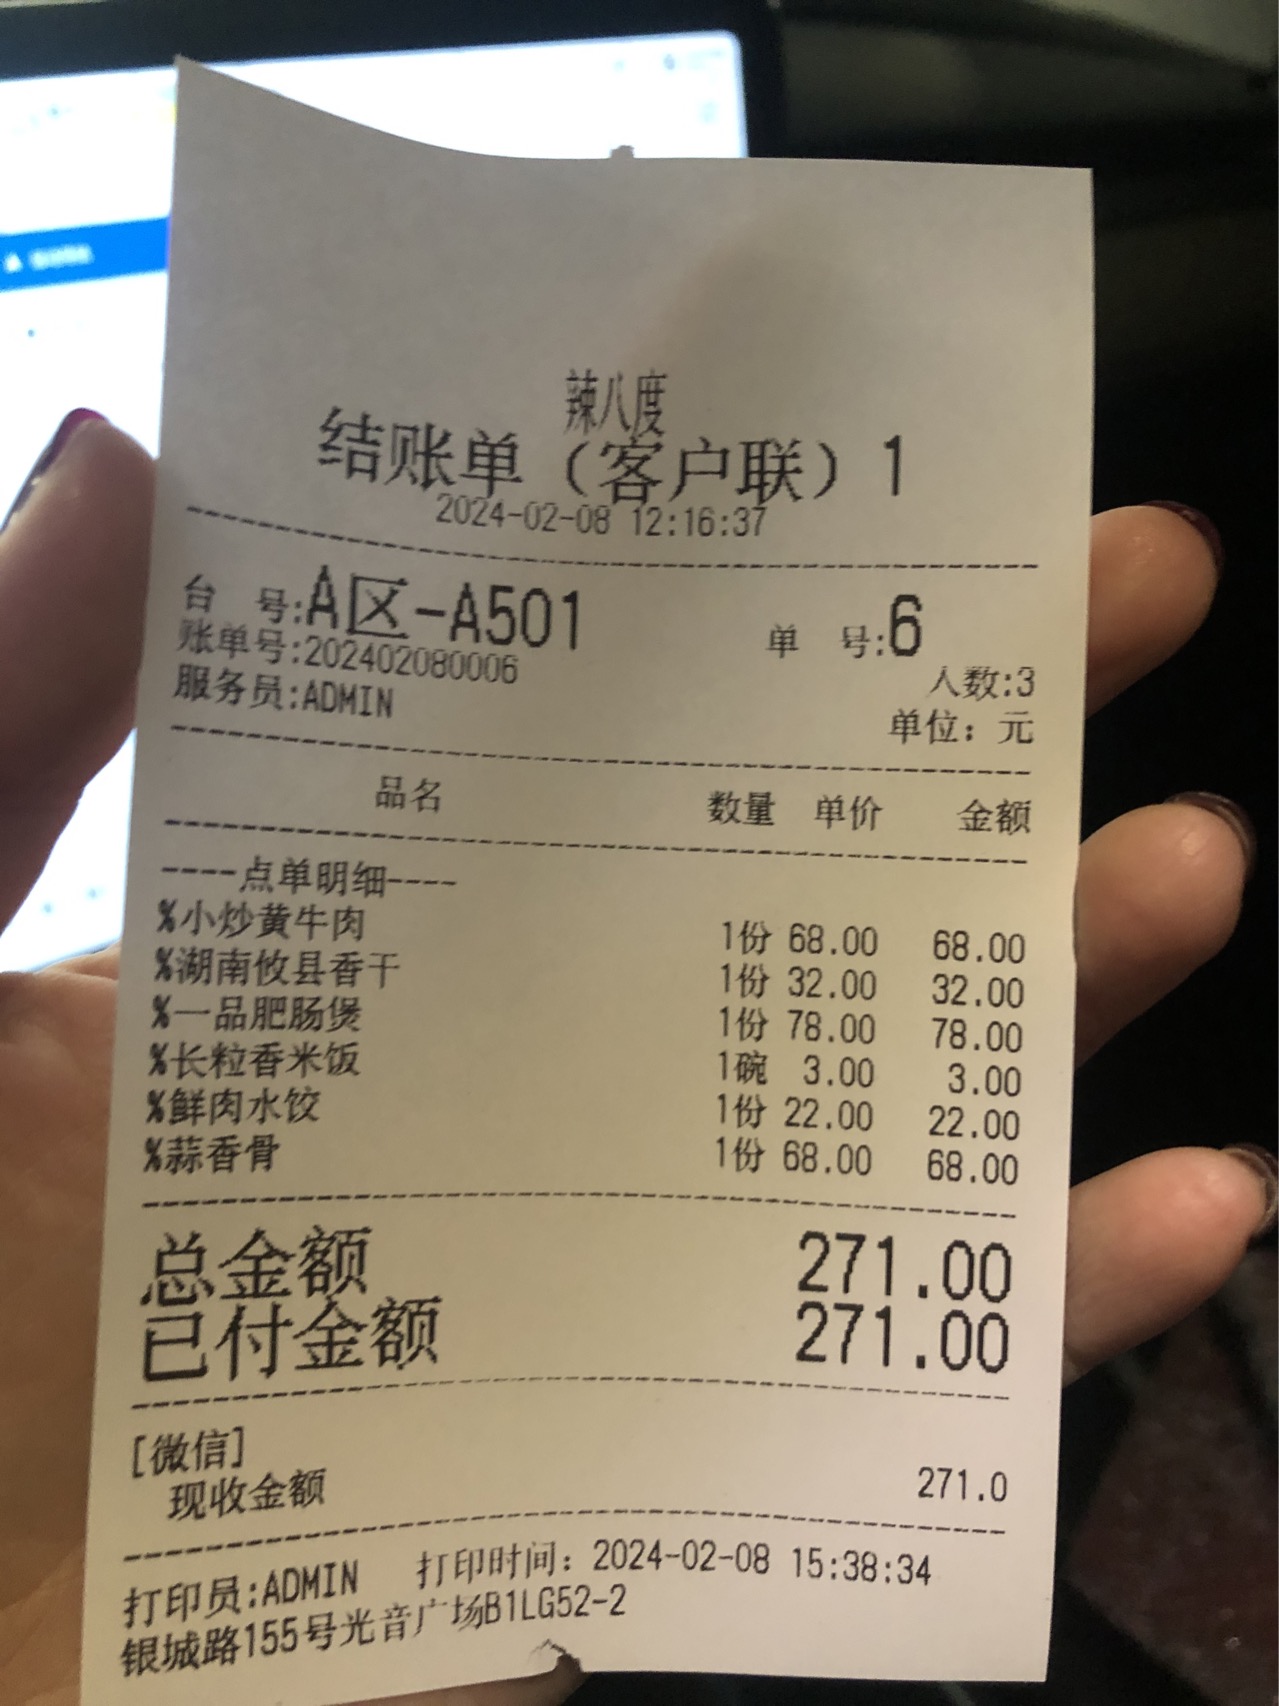 辣八度
结账单（客户联）1
2024-02-08 12:16:37
台 号:A区-A501 单 号:6
账单号:202402080006 人数:3
服务员:ADMIN 单位：元
品名 数量 单价 金额
----点单明细----
%小炒黄牛肉 1份 68.00 68.00
%湖南攸县香干 1份 32.00 32.00
%一品肥肠煲 1份 78.00 78.00
%长粒香米饭 1碗 3.00 3.00
%鲜肉水饺 1份 22.00 22.00
%蒜香骨 1份 68.00 68.00
总金额 271.00
已付金额 271.00
[微信]
现收金额 271.0
打印员:ADMIN 打印时间：2024-02-08 15:38:34
银城路155号光音广场B1LG52-2